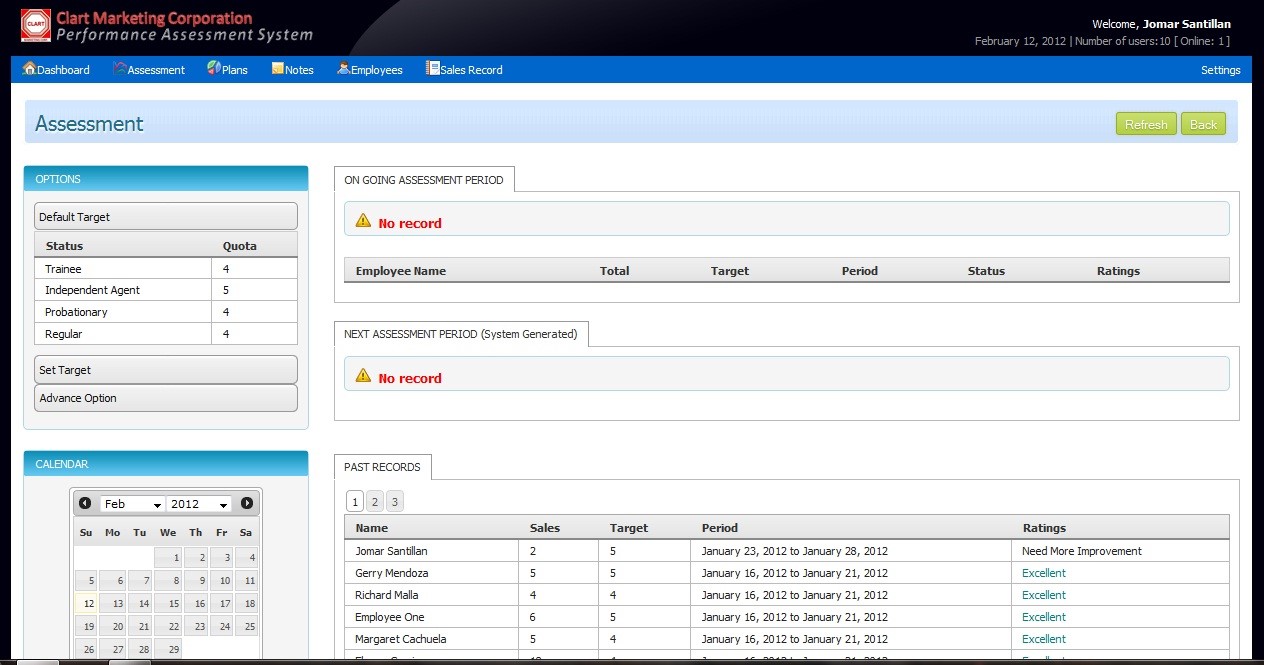 CLART
Clart Marketing Corporation
Performance Assessment System
Welcome, Jomar Santillan
February 12, 2012 | Number of users:10 [ Online: 1 ]
Dashboard Assessment Plans Notes Employees Sales Record Settings
Assessment Refresh Back
OPTIONS
Default Target
Status Quota
Trainee 4
Independent Agent 5
Probationary 4
Regular 4
Set Target
Advance Option
ON GOING ASSESSMENT PERIOD
No record
Employee Name Total Target Period Status Ratings
NEXT ASSESSMENT PERIOD (System Generated)
No record
CALENDAR
Feb 2012
Su Mo Tu We Th Fr Sa
1 2 3 4
5 6 7 8 9 10 11
12 13 14 15 16 17 18
19 20 21 22 23 24 25
26 27 28 29
PAST RECORDS
1 2 3
Name Sales Target Period Ratings
Jomar Santillan 2 5 January 23, 2012 to January 28, 2012 Need More Improvement
Gerry Mendoza 5 5 January 16, 2012 to January 21, 2012 Excellent
Richard Malla 4 4 January 16, 2012 to January 21, 2012 Excellent
Employee One 6 5 January 16, 2012 to January 21, 2012 Excellent
Margaret Cachuela 5 4 January 16, 2012 to January 21, 2012 Excellent